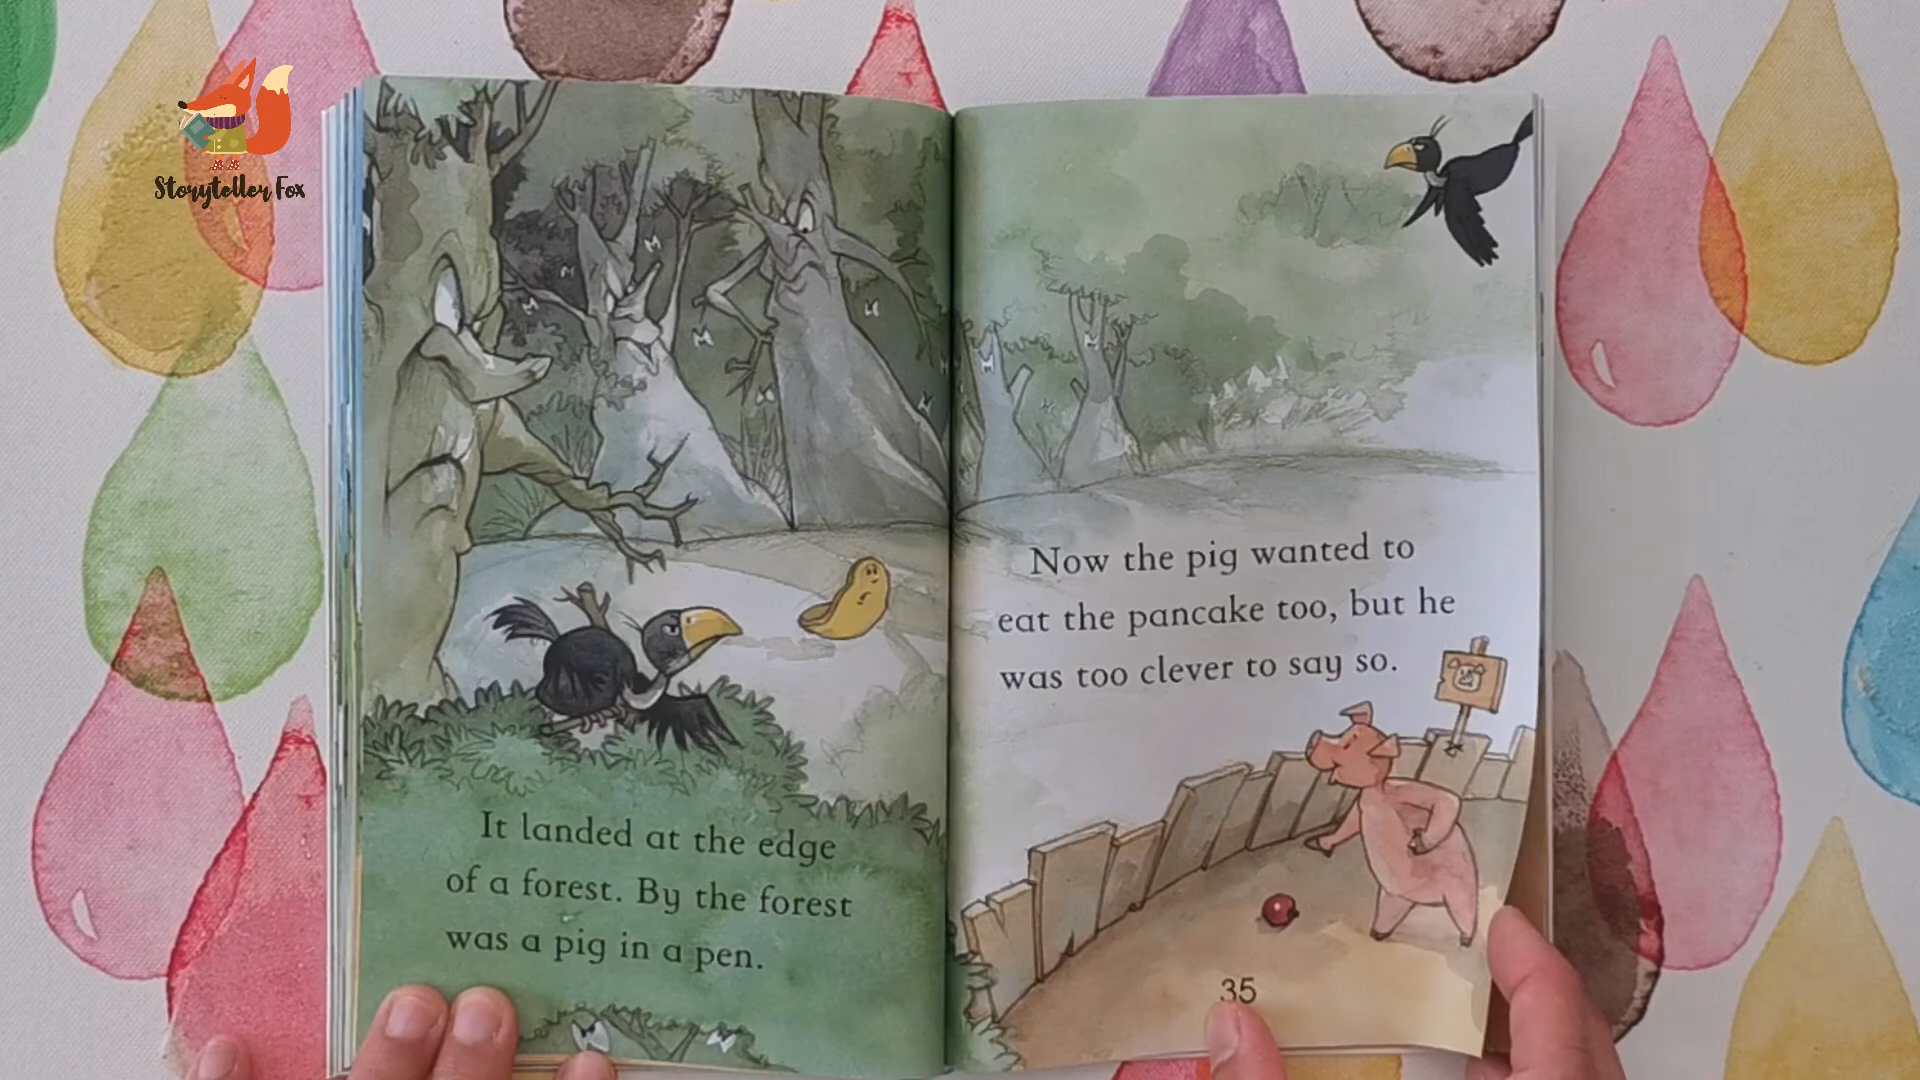 Storyteller Fox
It landed at the edge
of a forest. By the forest
was a pig in a pen.
Now the pig wanted to
eat the pancake too, but he
was too clever to say so.
35